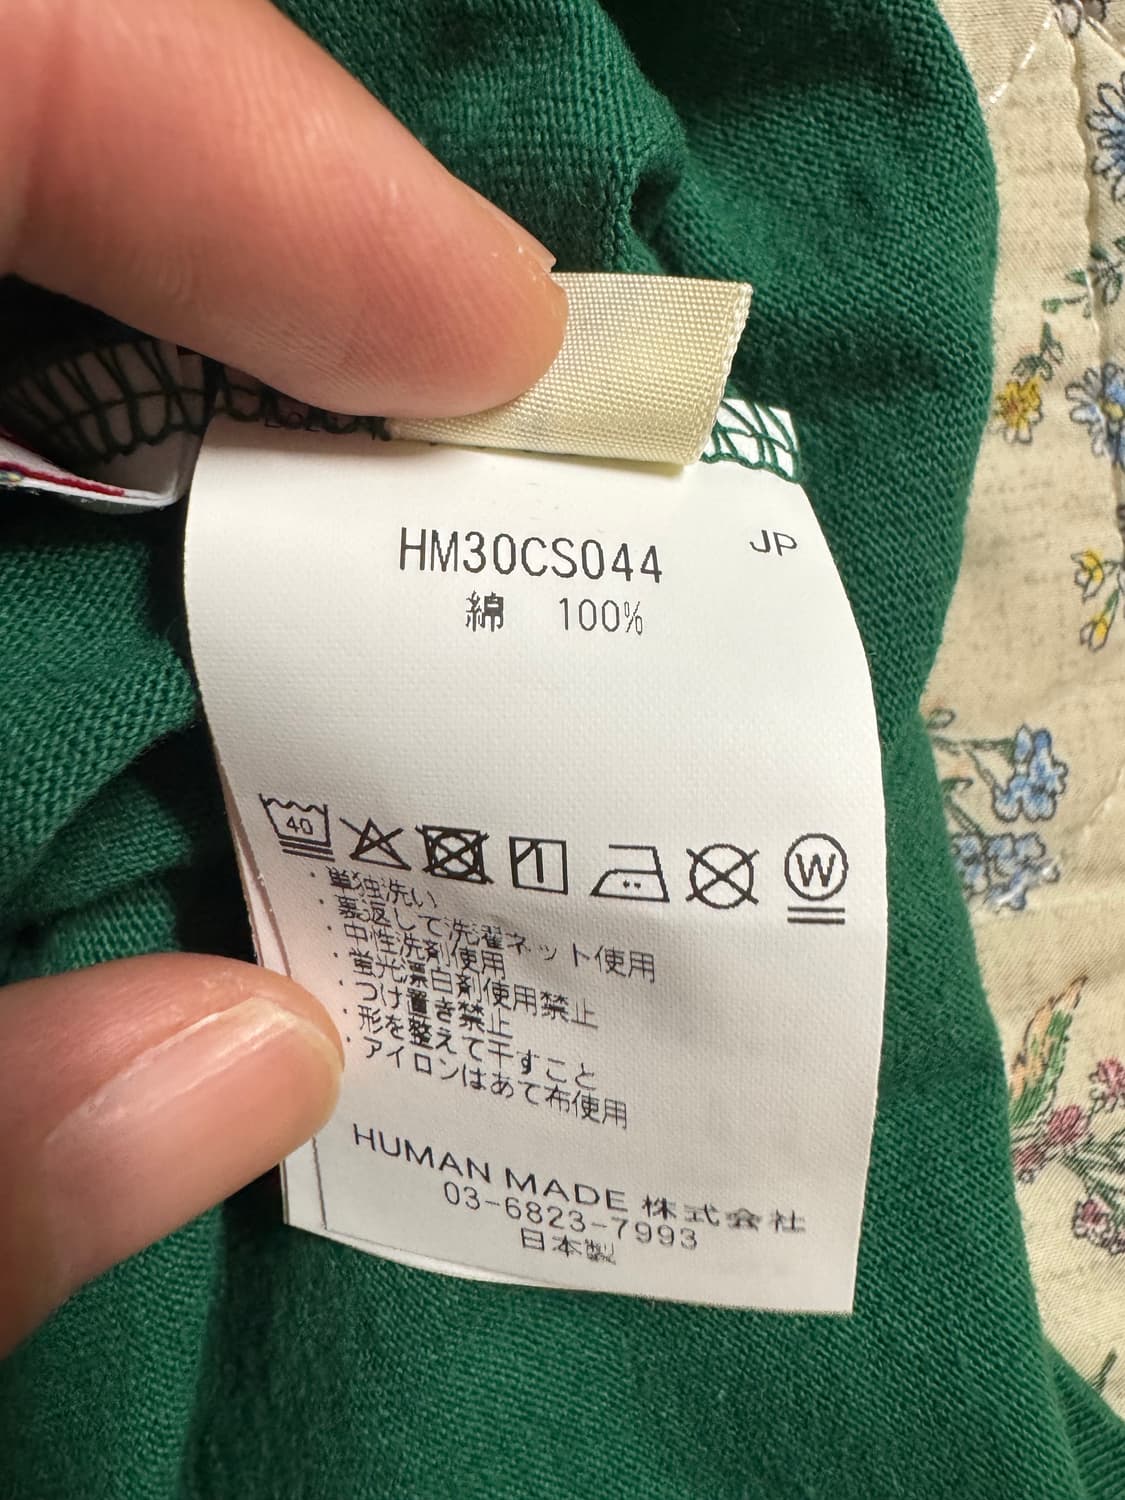 HM30CS044
JP
綿 100%
40
W
・単独洗い
・裏返して洗濯ネット使用
・中性洗剤使用
・蛍光漂白剤使用禁止
・つけ置き禁止
・形を整えて干すこと
・アイロンはあて布使用
HUMAN MADE 株式会社
03-6823-7993
日本製